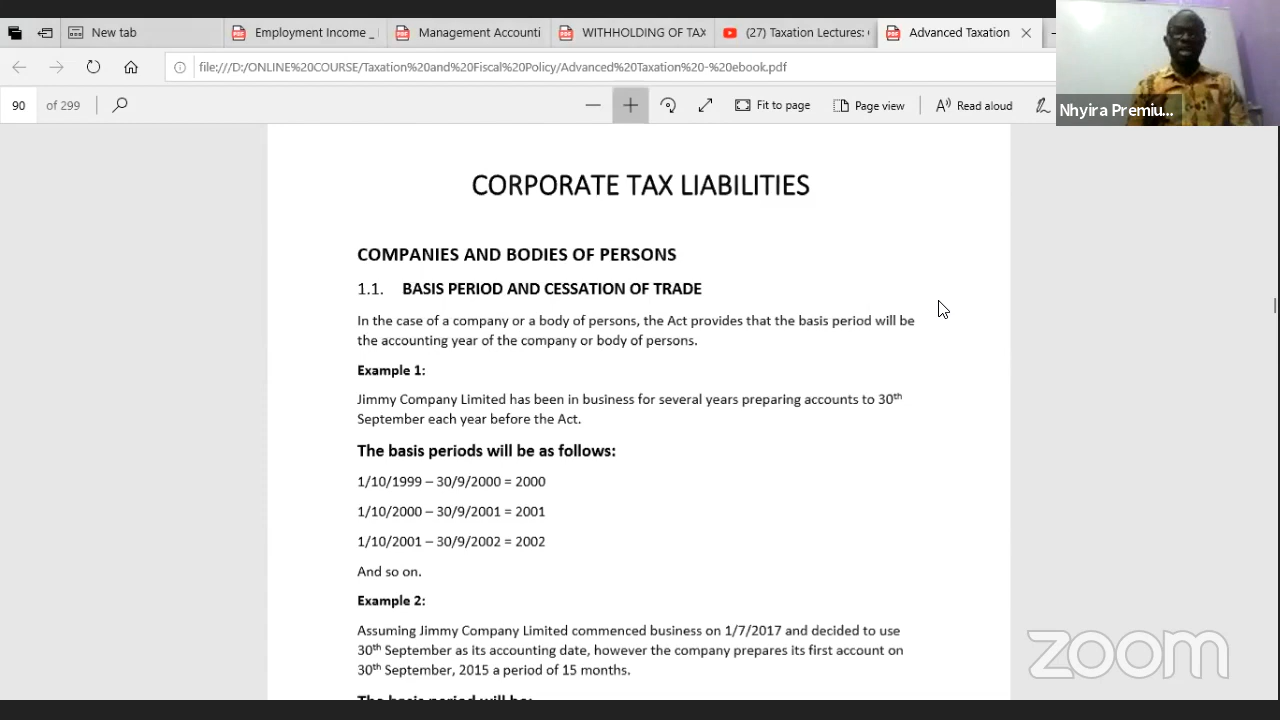 New tab
Employment Income _
Management Accounti
WITHHOLDING OF TAX
(27) Taxation Lectures: (
Advanced Taxation
file:///D:/ONLINE%20COURSE/Taxation%20and%20Fiscal%20Policy/Advanced%20Taxation%20-%20ebook.pdf
90 of 299
Fit to page
Page view
Read aloud
Nhyira Premiu...
CORPORATE TAX LIABILITIES
COMPANIES AND BODIES OF PERSONS
1.1. BASIS PERIOD AND CESSATION OF TRADE
In the case of a company or a body of persons, the Act provides that the basis period will be
the accounting year of the company or body of persons.
Example 1:
Jimmy Company Limited has been in business for several years preparing accounts to 30th
September each year before the Act.
The basis periods will be as follows:
1/10/1999 – 30/9/2000 = 2000
1/10/2000 – 30/9/2001 = 2001
1/10/2001 – 30/9/2002 = 2002
And so on.
Example 2:
Assuming Jimmy Company Limited commenced business on 1/7/2017 and decided to use
30th September as its accounting date, however the company prepares its first account on
30th September, 2015 a period of 15 months.
The basis period will be:
zoom